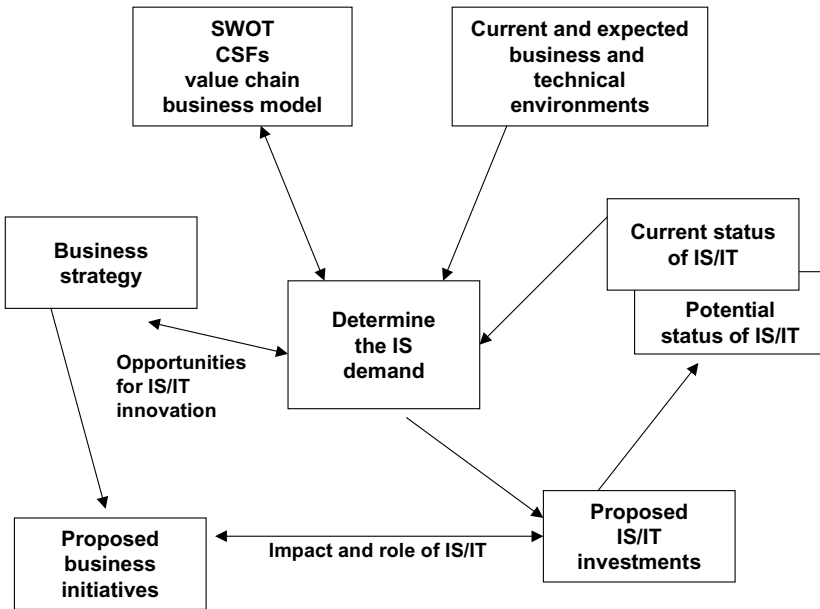 SWOT
CSFs
value chain
business model
Current and expected
business and
technical
environments
Business
strategy
Current status
of IS/IT
Potential
status of IS/IT
Determine
the IS
demand
Opportunities
for IS/IT
innovation
Proposed
business
initiatives
Impact and role of IS/IT
Proposed
IS/IT
investments